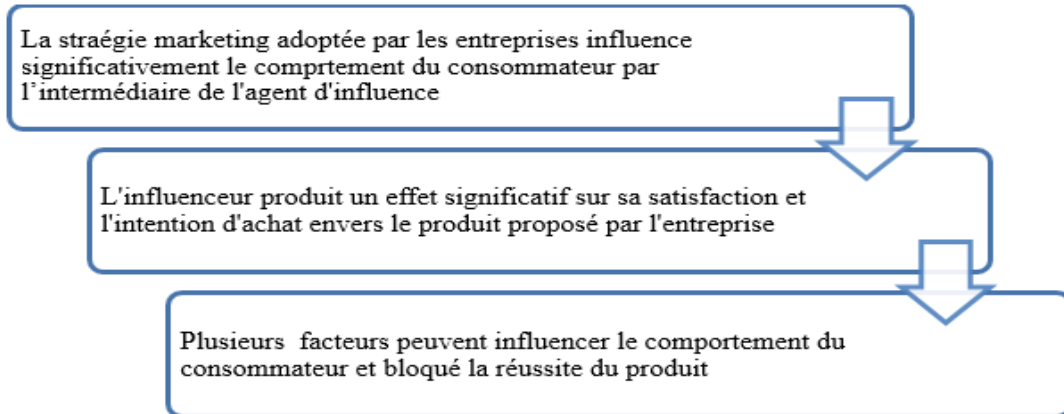 La straégie marketing adoptée par les entreprises influence
significativement le comprtement du consommateur par
l’intermédiaire de l'agent d'influence
L'influenceur produit un effet significatif sur sa satisfaction et
l'intention d'achat envers le produit proposé par l'entreprise
Plusieurs  facteurs peuvent influencer le comportement du
consommateur et bloqué la réussite du produit